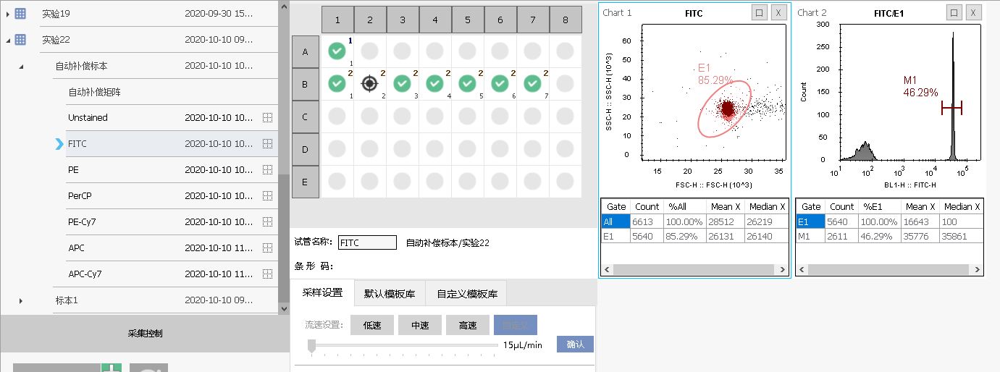 实验19 2020-09-30 15...
实验22 2020-10-10 09...
自动补偿标本 2020-10-10 10...
自动补偿矩阵
Unstained 2020-10-10 10...
FITC 2020-10-10 10...
PE 2020-10-10 10...
PerCP 2020-10-10 10...
PE-Cy7 2020-10-10 10...
APC 2020-10-10 11...
APC-Cy7 2020-10-10 11...
标本1 2020-10-10 09...
采集控制
1 2 3 4 5 6 7 8
A 1 1
B 2 1 2 2 2 3 2 4 2 5 2 6 2 7
C
D
E
试管名称: FITC 自动补偿标本/实验22
条 形 码:
采样设置 默认模板库 自定义模板库
流速设置: 低速 中速 高速 自定义
15μL/min 确认
Chart 1 FITC 口 X
60
50
40
30
20
10
0
SSC-H :: SSC-H (10^3)
E1
85.29%
15 20 25 30 35
FSC-H :: FSC-H (10^3)
Gate Count %All Mean X Median X
All 6613 100.00% 28512 26219
E1 5640 85.29% 26131 26140
Chart 2 FITC/E1 口 X
300
250
200
150
100
50
0
Count
M1
46.29%
10^1 10^2 10^3 10^4 10^5
BL1-H :: FITC-H
Gate Count %E1 Mean X Median X
E1 5640 100.00% 16643 100
M1 2611 46.29% 35776 35861